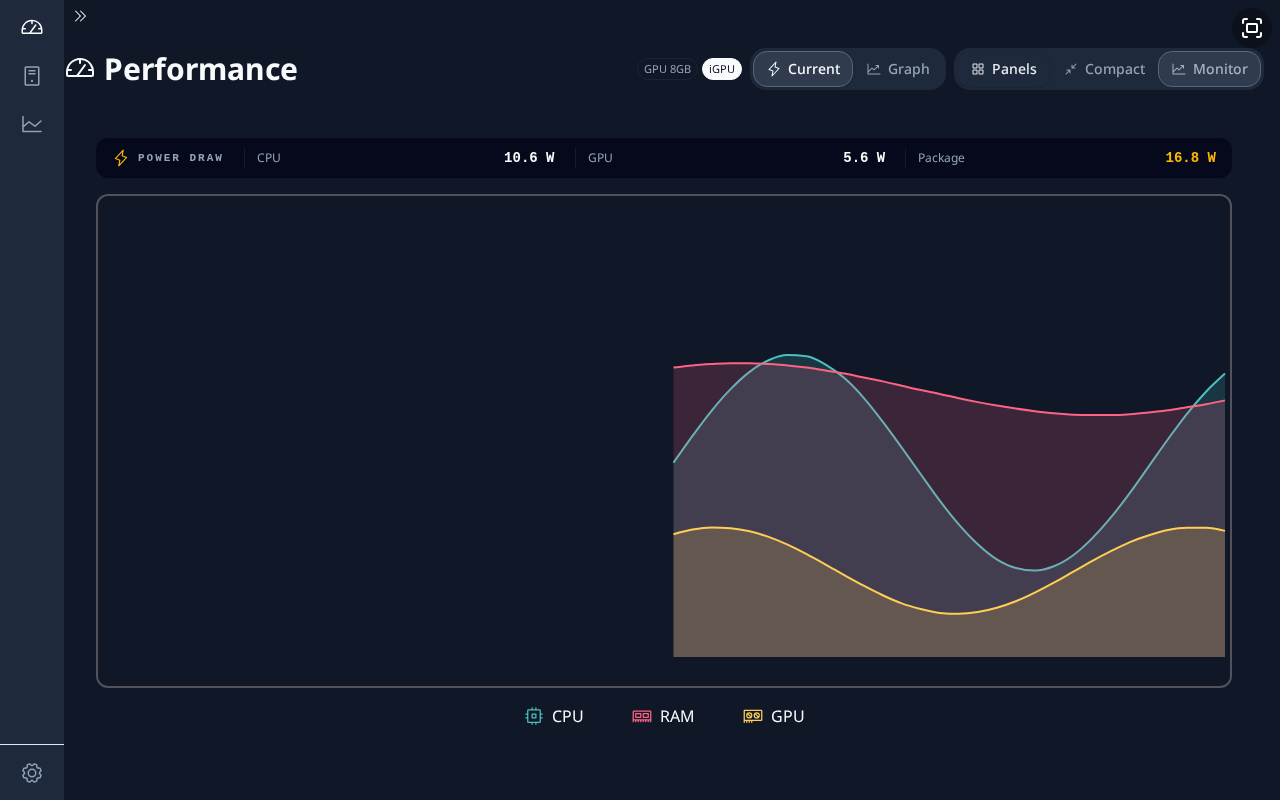 Performance
GPU 8GB iGPU Current Graph Panels Compact Monitor
POWER DRAW CPU 10.6 W GPU 5.6 W Package 16.8 W
CPU RAM GPU